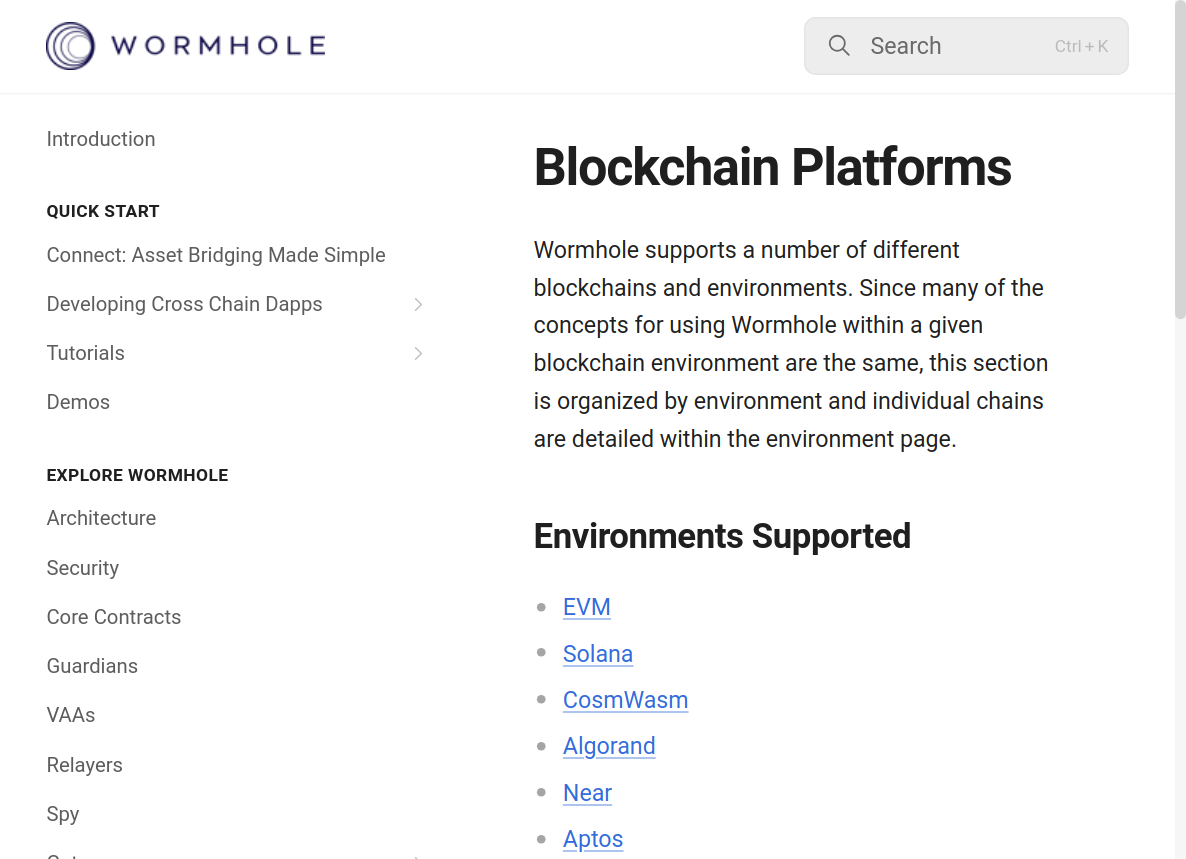 WORMHOLE
Search
Ctrl + K
Introduction
QUICK START
Connect: Asset Bridging Made Simple
Developing Cross Chain Dapps
Tutorials
Demos
EXPLORE WORMHOLE
Architecture
Security
Core Contracts
Guardians
VAAs
Relayers
Spy
Blockchain Platforms
Wormhole supports a number of different
blockchains and environments. Since many of the
concepts for using Wormhole within a given
blockchain environment are the same, this section
is organized by environment and individual chains
are detailed within the environment page.
Environments Supported
EVM
Solana
CosmWasm
Algorand
Near
Aptos